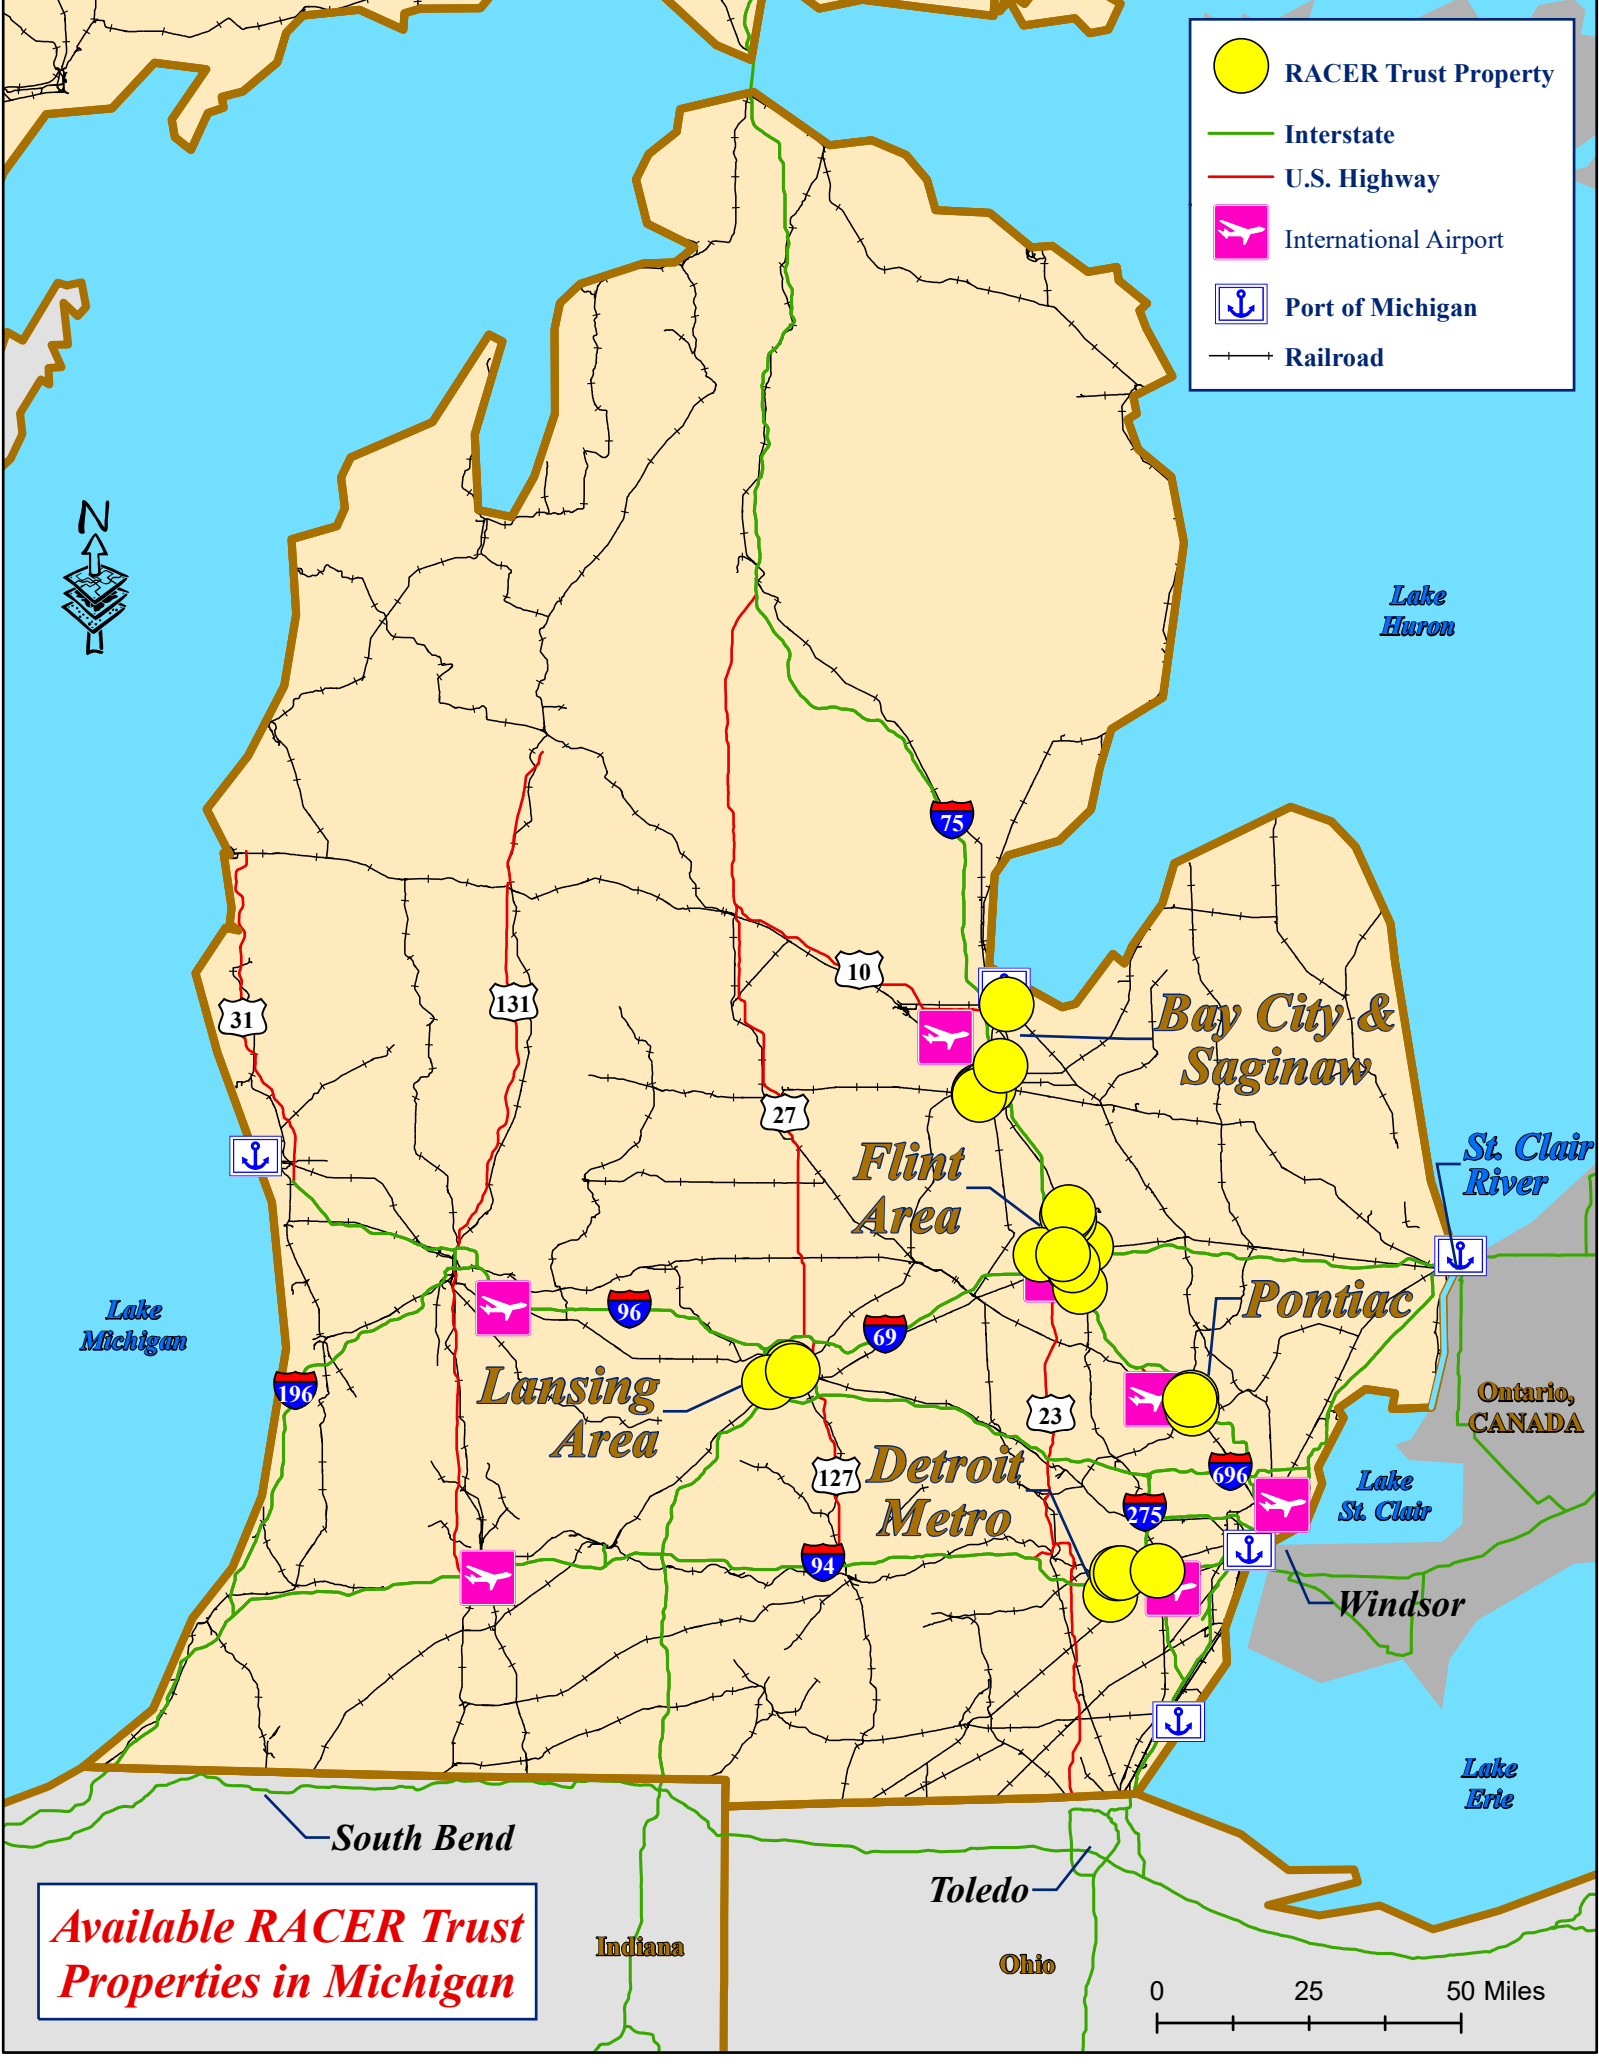 RACER Trust Property
Interstate
U.S. Highway
International Airport
Port of Michigan
Railroad
N
Lake
Huron
75
10
131
31
Bay City &
Saginaw
27
Flint
Area
St. Clair
River
Pontiac
Lake
Michigan
96
69
196
Lansing
Area
23
Ontario,
CANADA
127
Detroit
Metro
696
Lake
St. Clair
275
94
Windsor
Lake
Erie
South Bend
Toledo
Available RACER Trust
Properties in Michigan
Indiana
Ohio
0 25 50 Miles